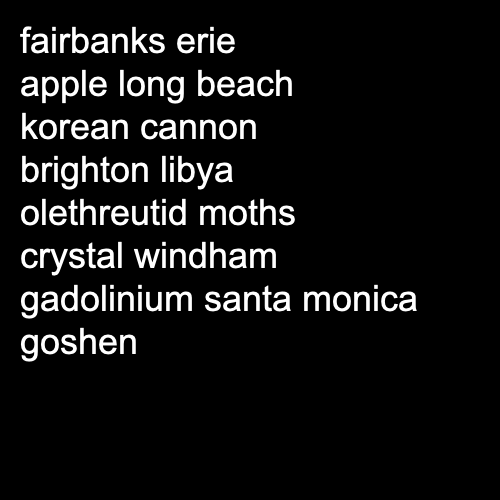 fairbanks erie
apple long beach
korean cannon
brighton libya
olethreutid moths
crystal windham
gadolinium santa monica
goshen